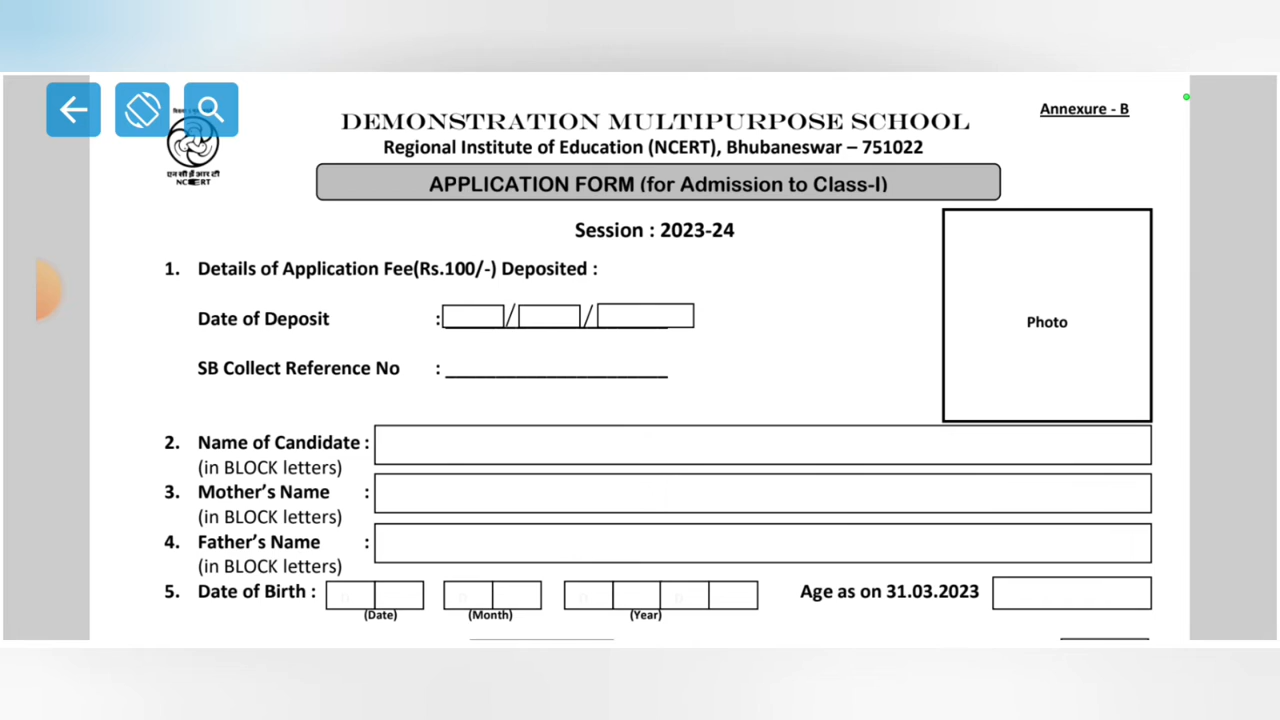 Annexure - B
DEMONSTRATION MULTIPURPOSE SCHOOL
Regional Institute of Education (NCERT), Bhubaneswar – 751022
एन सी ई आर टी
NCERT
APPLICATION FORM (for Admission to Class-I)
Session : 2023-24
1. Details of Application Fee(Rs.100/-) Deposited :
Date of Deposit : / /
SB Collect Reference No :
Photo
2. Name of Candidate :
(in BLOCK letters)
3. Mother's Name :
(in BLOCK letters)
4. Father's Name :
(in BLOCK letters)
5. Date of Birth : Age as on 31.03.2023
(Date) (Month) (Year)